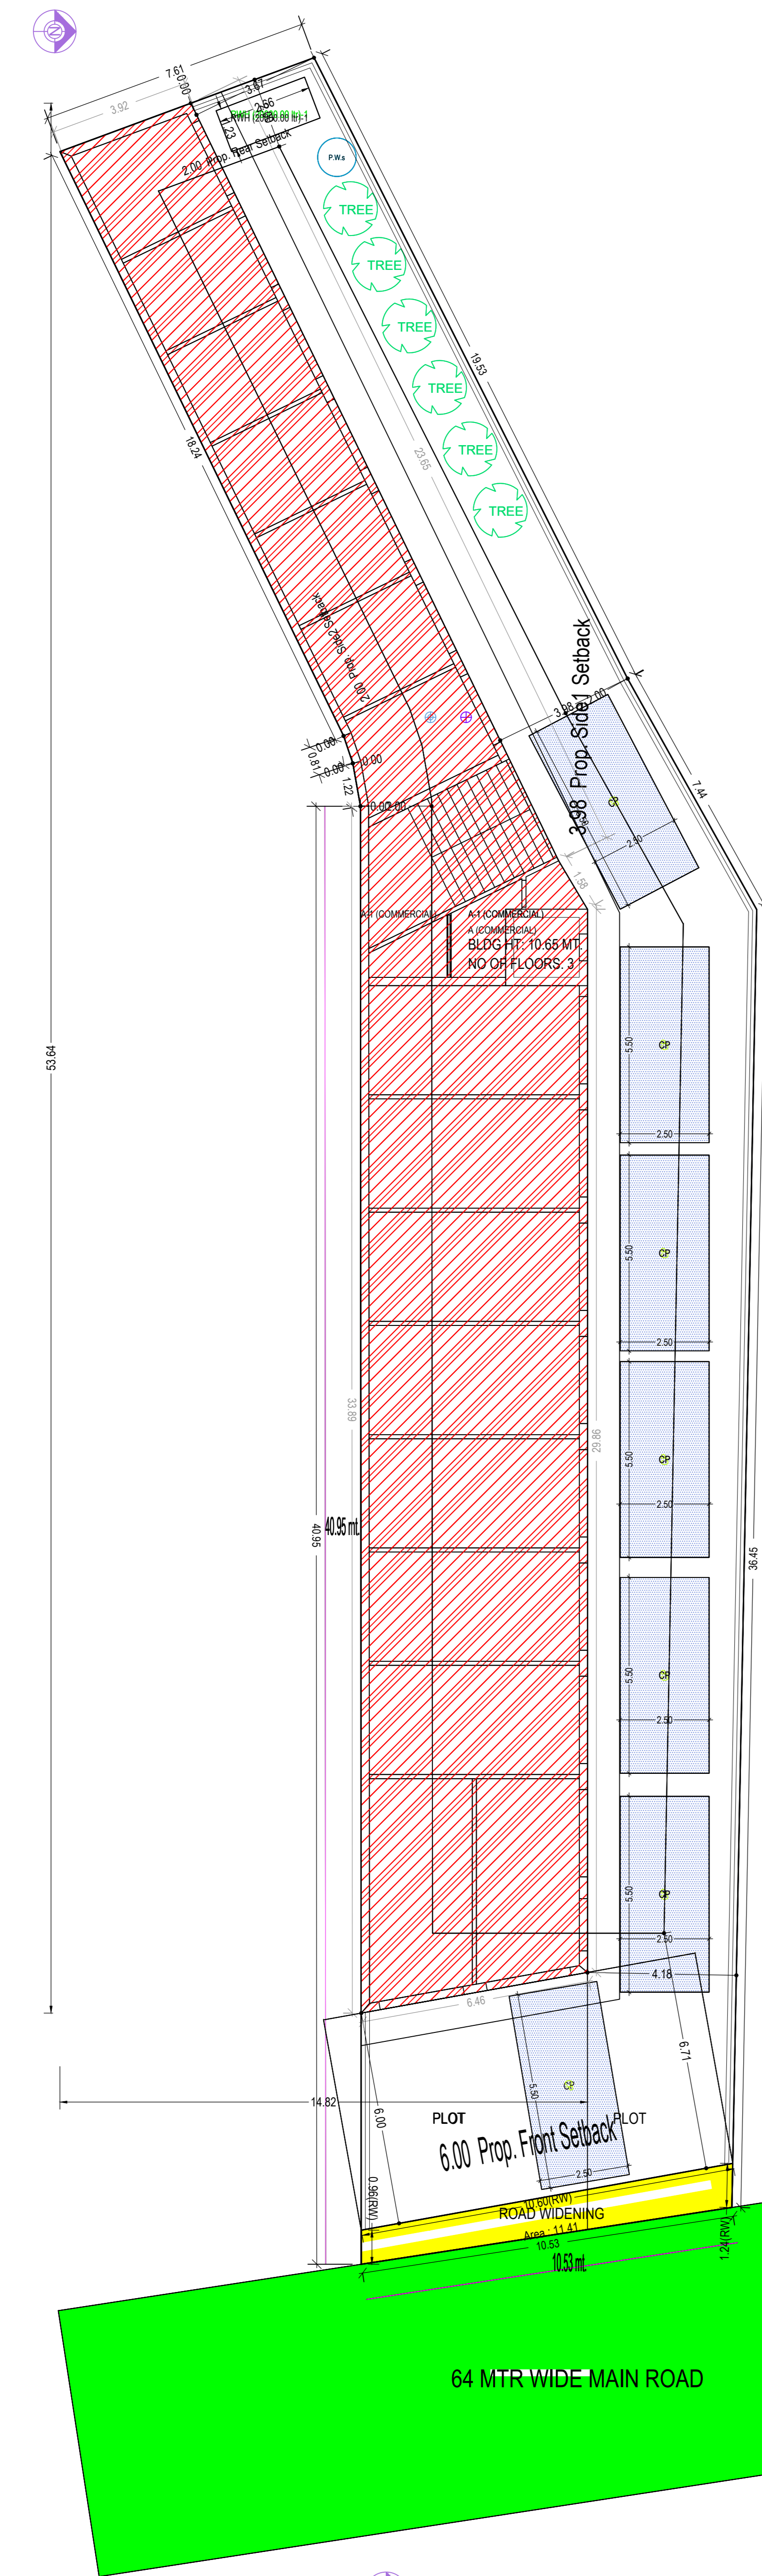 N
7.61
0.00
3.92
3.67
2.66
1.23
2.00 Prop. Rear Setback
P.W.s
TREE
TREE
TREE
TREE
TREE
TREE
19.53
18.24
23.65
2.00 Prop. Side2 Setback
3.98 Prop. Side1 Setback
3.98
2.00
0.00
0.81
0.00
0.00
1.22
0.00
2.00
7.44
CP
2.50
1.58
A-1 (COMMERCIAL)
A-1 (COMMERCIAL)
A (COMMERCIAL)
BLDG HT: 10.65 MT.
NO OF FLOORS: 3
53.64
5.50
CP
2.50
5.50
CP
2.50
33.89
29.86
5.50
CP
2.50
40.95
40.95 mt.
36.45
5.50
CP
2.50
5.50
CP
2.50
4.18
6.46
6.71
14.82
6.00
5.50
CP
2.50
PLOT
PLOT
6.00 Prop. Front Setback
0.96(RW)
10.60(RW)
ROAD WIDENING
Area : 11.41
10.53
1.24(RW)
10.53 mt.
64 MTR WIDE MAIN ROAD